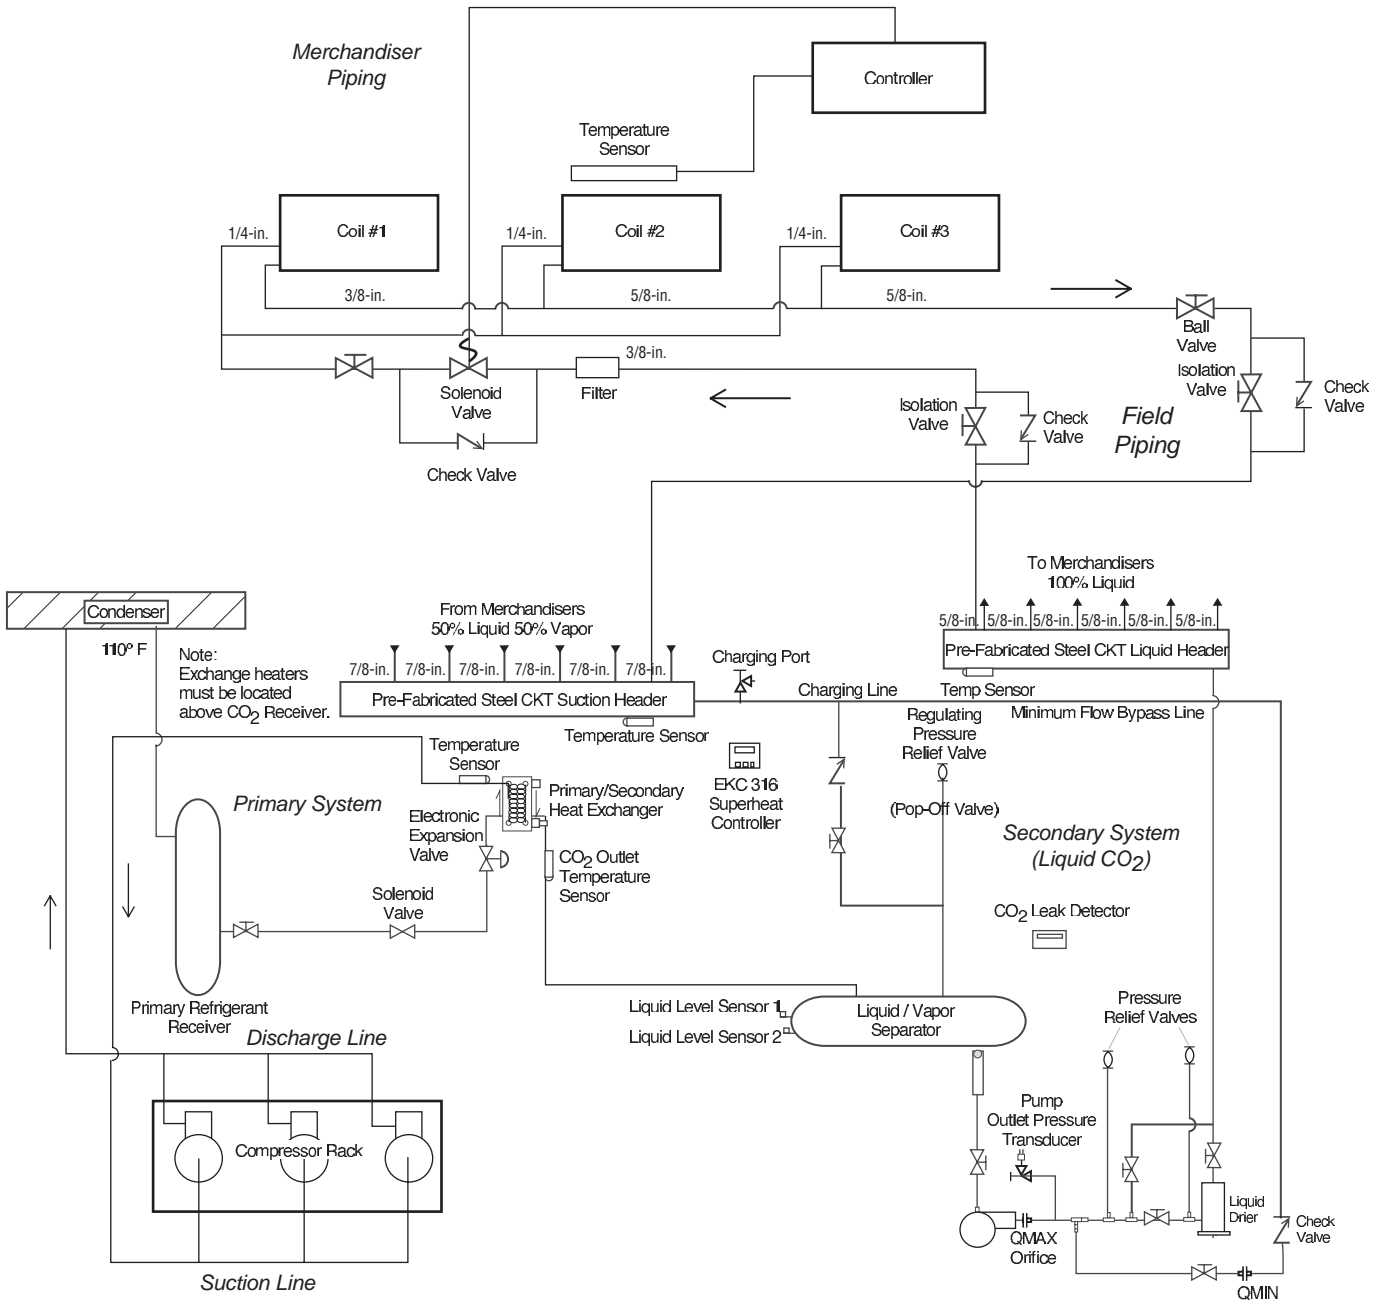 Merchandiser
Piping
Controller
Temperature
Sensor
Coil #1
Coil #2
Coil #3
1/4-in.
1/4-in.
1/4-in.
3/8-in.
5/8-in.
5/8-in.
Ball
Valve
3/8-in.
Solenoid
Valve
Filter
Check Valve
Isolation
Valve
Check
Valve
Isolation
Valve
Check
Valve
Field
Piping
To Merchandisers
100% Liquid
5/8-in.
5/8-in.
5/8-in.
5/8-in.
5/8-in.
5/8-in.
Pre-Fabricated Steel CKT Liquid Header
Temp Sensor
Condenser
110º F
Note:
Exchange heaters
must be located
above CO2 Receiver.
From Merchandisers
50% Liquid 50% Vapor
7/8-in.
7/8-in.
7/8-in.
7/8-in.
7/8-in.
7/8-in.
Pre-Fabricated Steel CKT Suction Header
Temperature Sensor
Charging Port
Charging Line
Minimum Flow Bypass Line
Regulating
Pressure
Relief Valve
(Pop-Off Valve)
EKC 316
Superheat
Controller
Temperature
Sensor
Primary/Secondary
Heat Exchanger
Primary System
Electronic
Expansion
Valve
CO2 Outlet
Temperature
Sensor
Secondary System
(Liquid CO2)
Solenoid
Valve
CO2 Leak Detector
Primary Refrigerant
Receiver
Liquid Level Sensor 1
Liquid Level Sensor 2
Liquid / Vapor
Separator
Pressure
Relief Valves
Discharge Line
Compressor Rack
Suction Line
Pump
Outlet Pressure
Transducer
QMAX
Orifice
Liquid
Drier
Check
Valve
QMIN